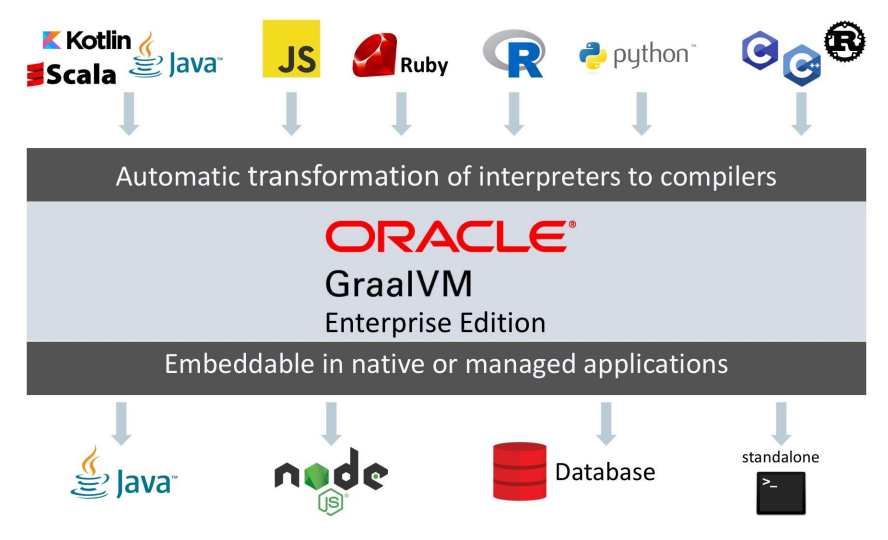 Kotlin
Scala
Java™
JS
Ruby
R
python™
C
C++
R
Automatic transformation of interpreters to compilers
ORACLE®
GraalVM
Enterprise Edition
Embeddable in native or managed applications
Java™
node
JS®
Database
standalone
>_